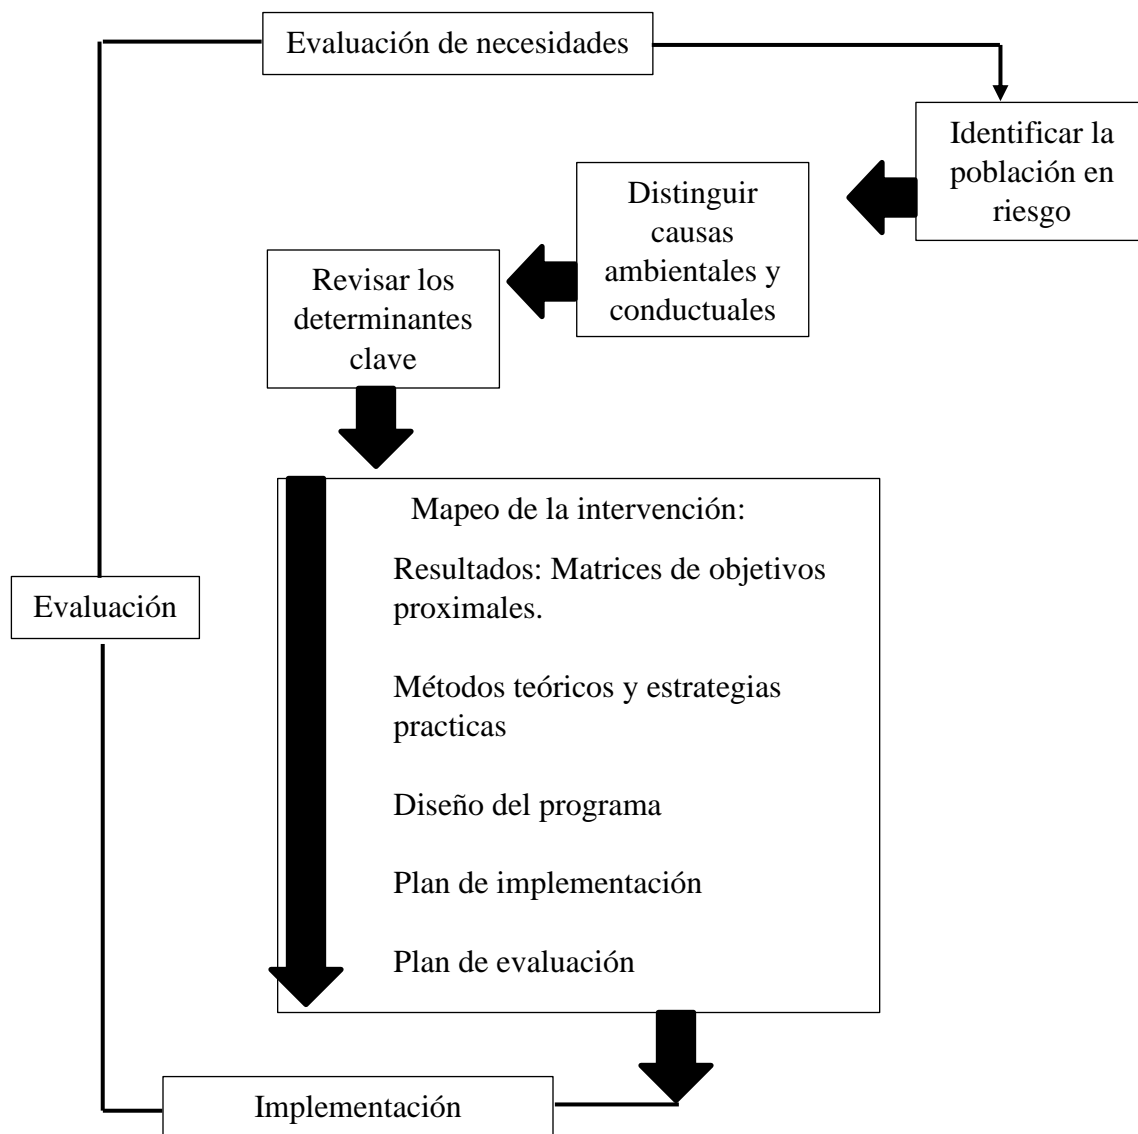 Evaluación de necesidades
Identificar la
población en
riesgo
Distinguir
causas
ambientales y
conductuales
Revisar los
determinantes
clave
Mapeo de la intervención:
Resultados: Matrices de objetivos
proximales.
Métodos teóricos y estrategias
practicas
Diseño del programa
Plan de implementación
Plan de evaluación
Implementación
Evaluación